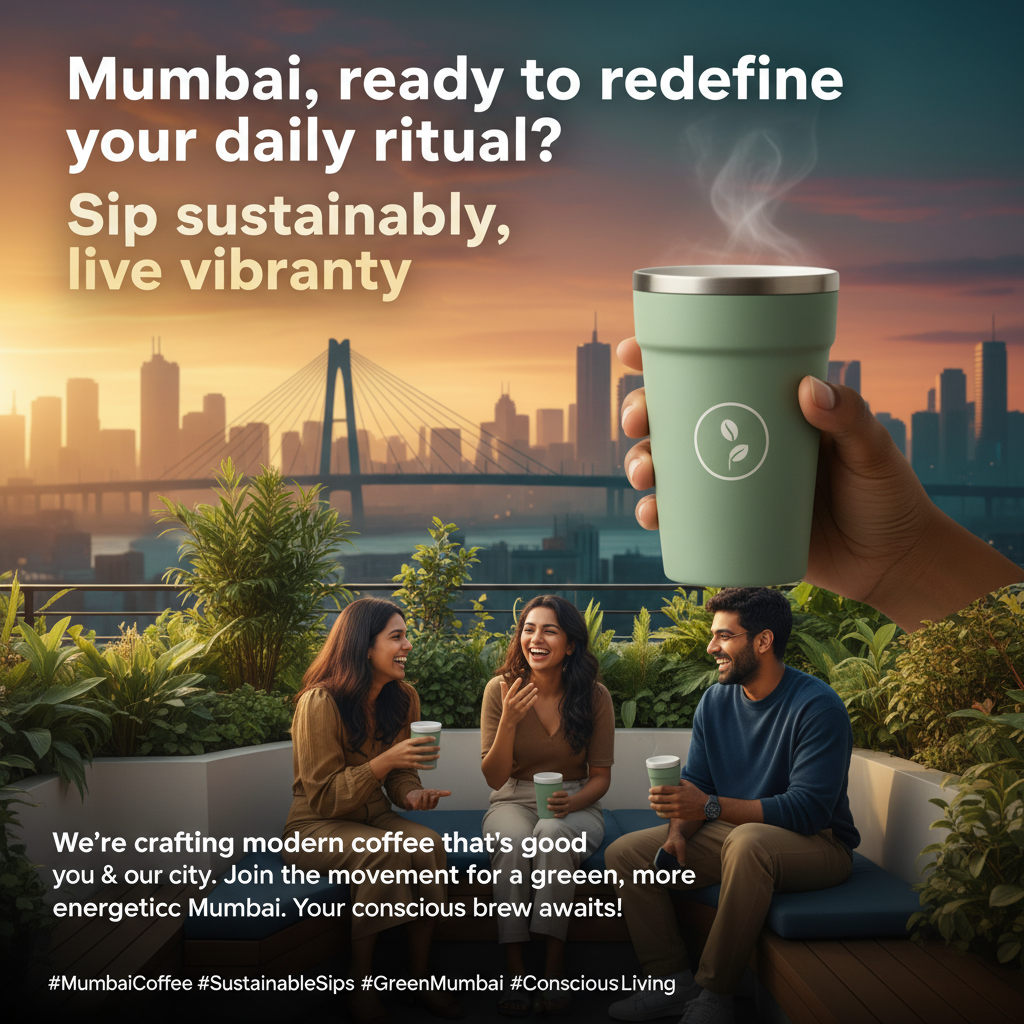 Mumbai, ready to redefine
your daily ritual?
Sip sustainably,
live vibranty
We're crafting modern coffee that's good
you & our city. Join the movement for a greeen, more
energeticc Mumbai. Your conscious brew awaits!
#MumbaiCoffee #SustainableSips #GreenMumbai #ConsciousLiving